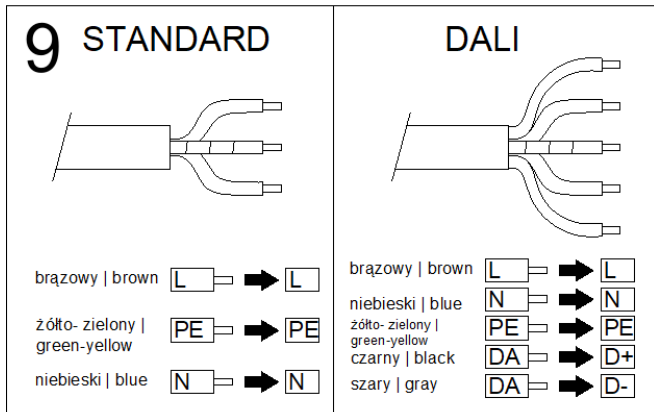 9 STANDARD
brązowy | brown L L
żółto- zielony |
green-yellow PE PE
niebieski | blue N N
DALI
brązowy | brown L L
niebieski | blue N N
żółto- zielony |
green-yellow PE PE
czarny | black DA D+
szary | gray DA D-